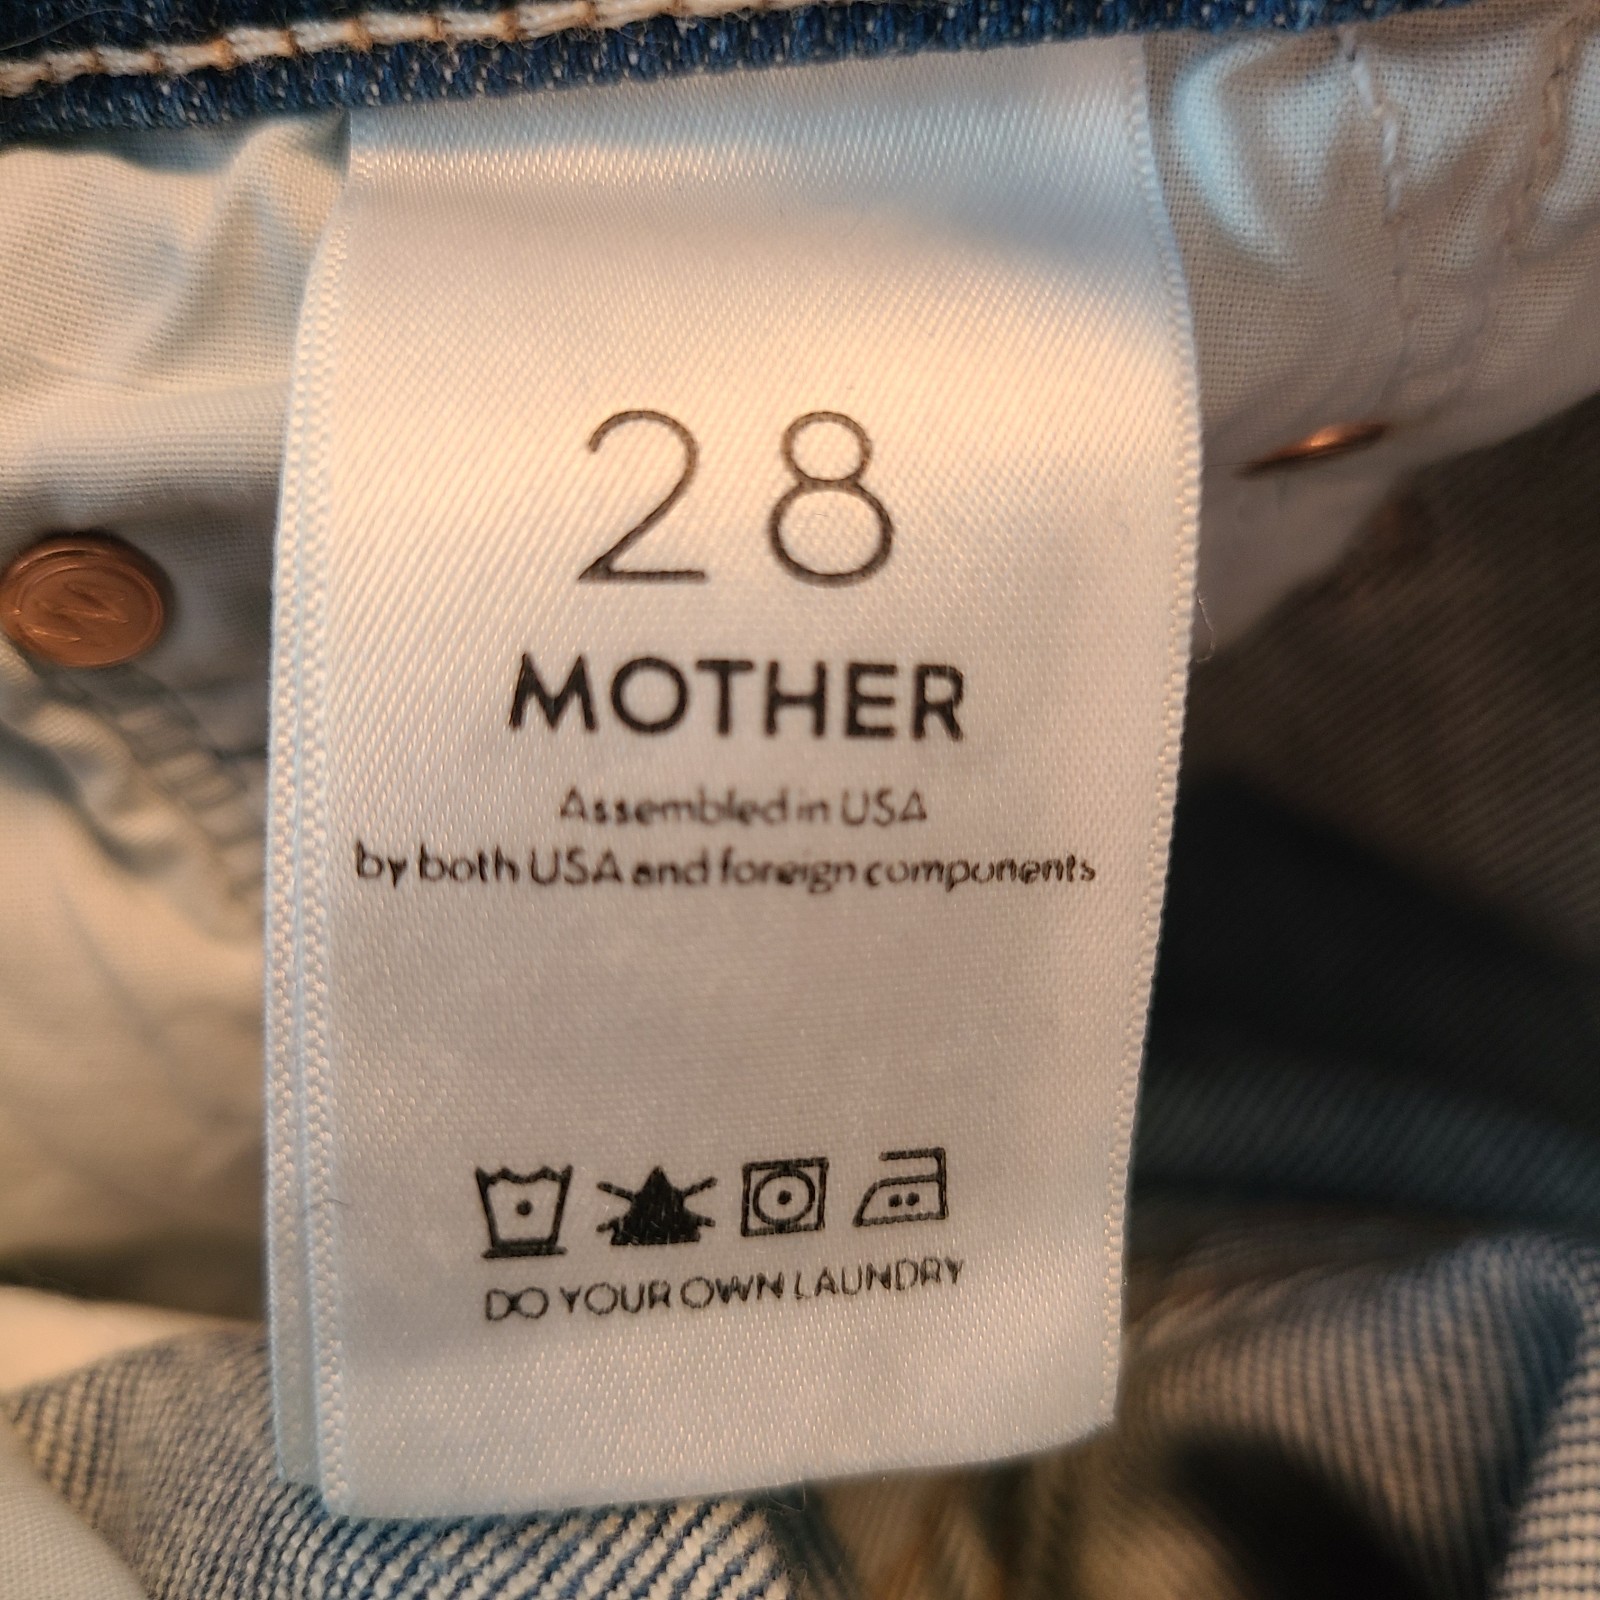 28
MOTHER
Assembled in USA
by both USA and foreign components
DO YOUR OWN LAUNDRY